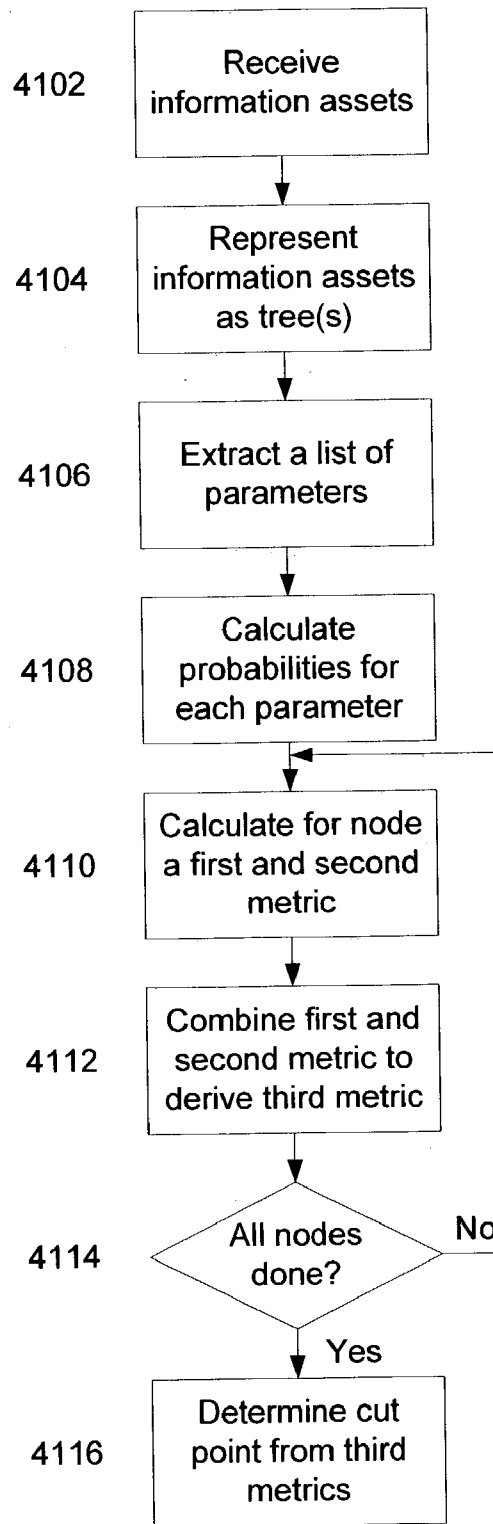 4102
Receive
information assets
4104
Represent
information assets
as tree(s)
4106
Extract a list of
parameters
4108
Calculate
probabilities for
each parameter
4110
Calculate for node
a first and second
metric
4112
Combine first and
second metric to
derive third metric
4114
All nodes
done?
No
Yes
4116
Determine cut
point from third
metrics